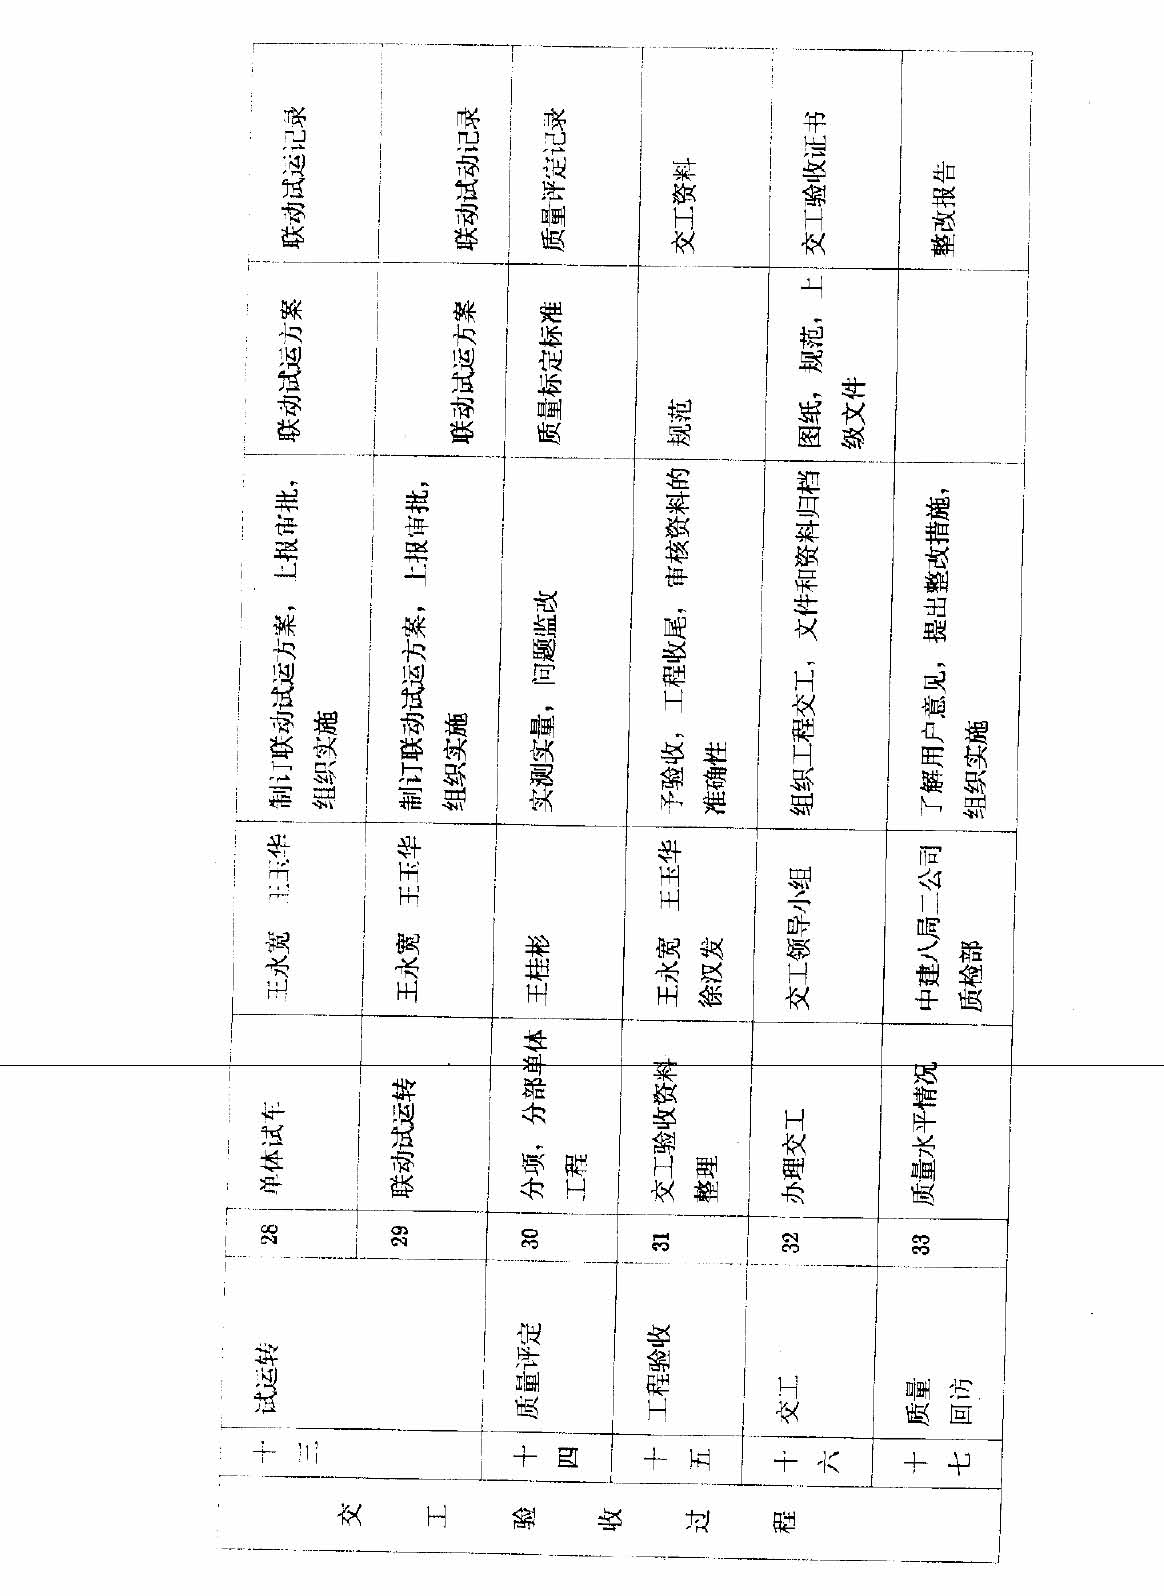 交工验收过程
十三
试运转
28
单体试车
王永宽 王玉华
制订联动试运方案，上报审批，
组织实施
联动试运方案
联动试运记录
29
联动试运转
王永宽 王玉华
制订联动试运方案，上报审批，
组织实施
联动试运方案
联动试动记录
十四
质量评定
30
分项，分部单体
工程
王桂彬
实测实量，问题监改
质量标定标准
质量评定记录
十五
工程验收
31
交工验收资料
整理
王永宽 王玉华
徐汉发
予验收，工程收尾，审核资料的
准确性
规范
交工资料
十六
交工
32
办理交工
交工领导小组
组织工程交工，文件和资料归档
图纸，规范，上
级文件
交工验收证书
十七
质量
回访
33
质量水平情况
中建八局二公司
质检部
了解用户意见，提出整改措施，
组织实施
整改报告